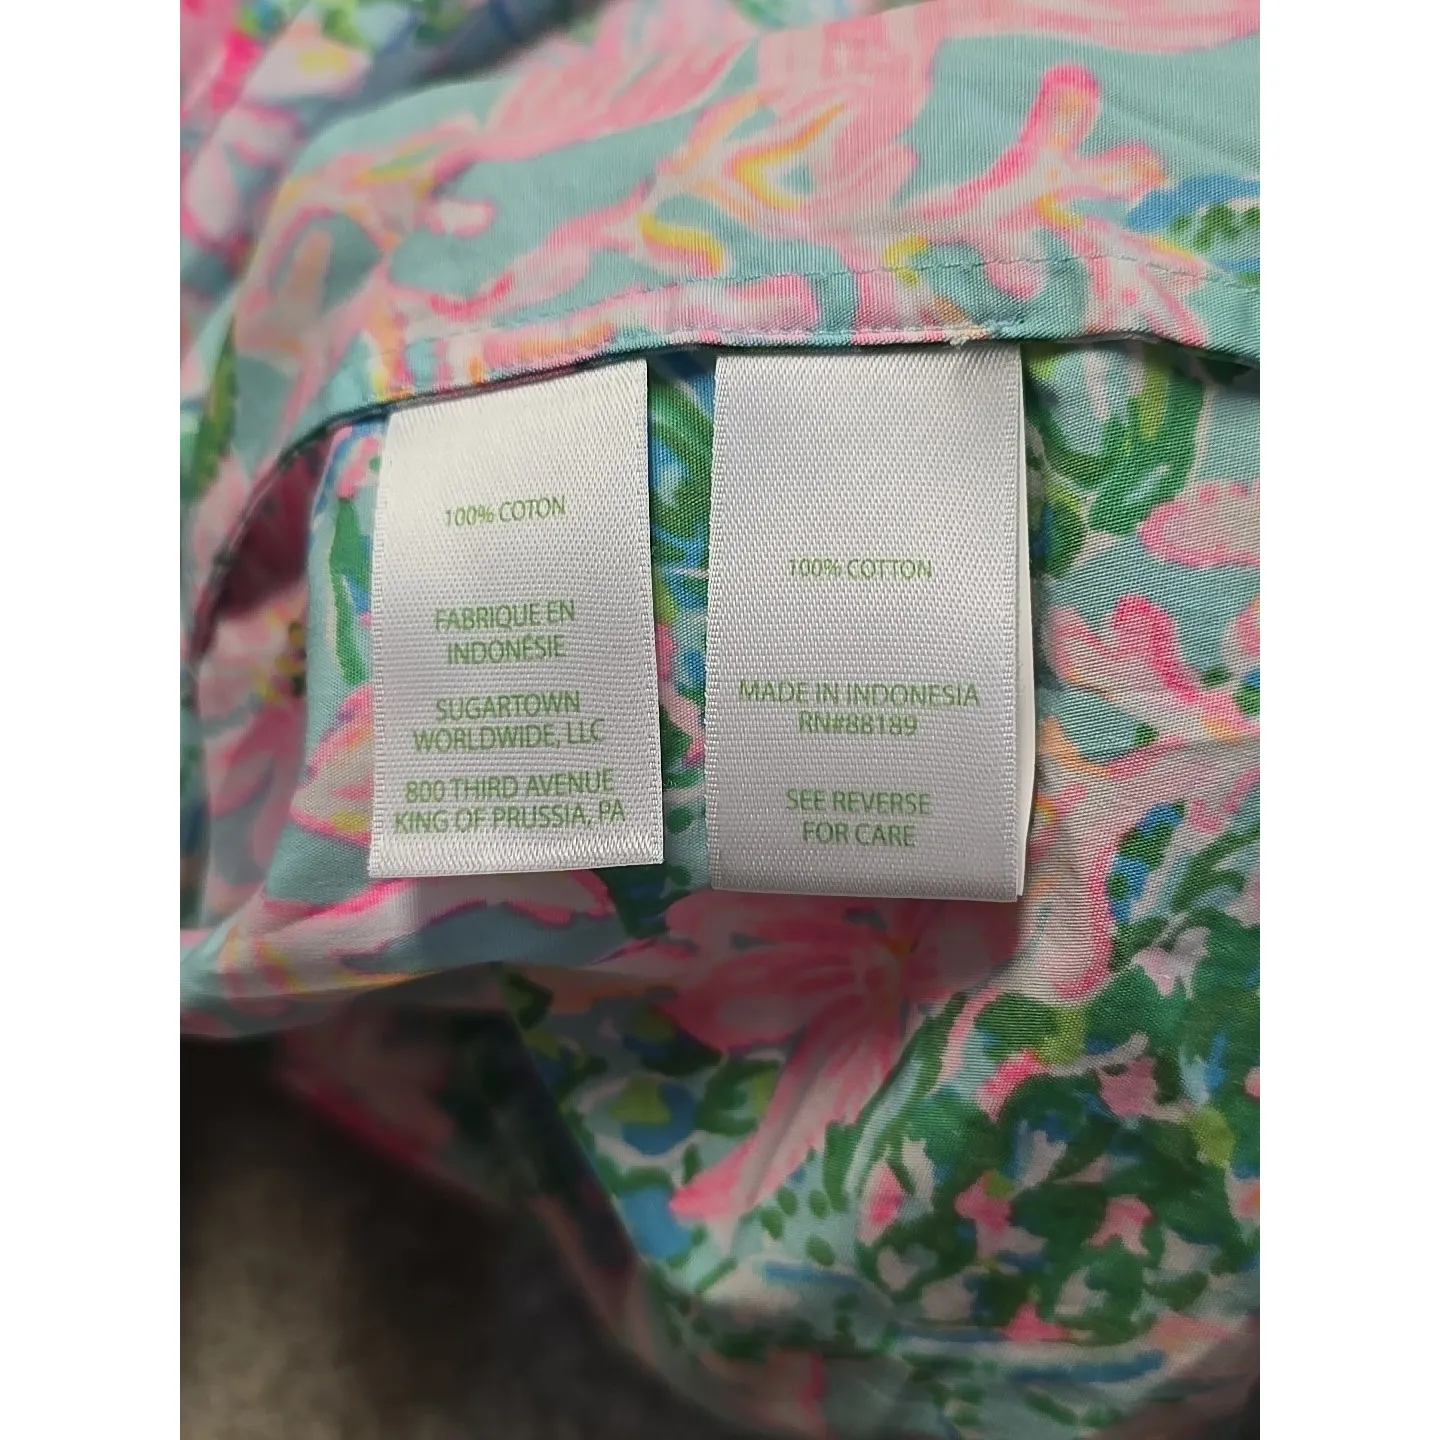 100% COTON
FABRIQUE EN
INDONÉSIE
SUGARTOWN
WORLDWIDE, LLC
800 THIRD AVENUE
KING OF PRUSSIA, PA
100% COTTON
MADE IN INDONESIA
RN#88189
SEE REVERSE
FOR CARE